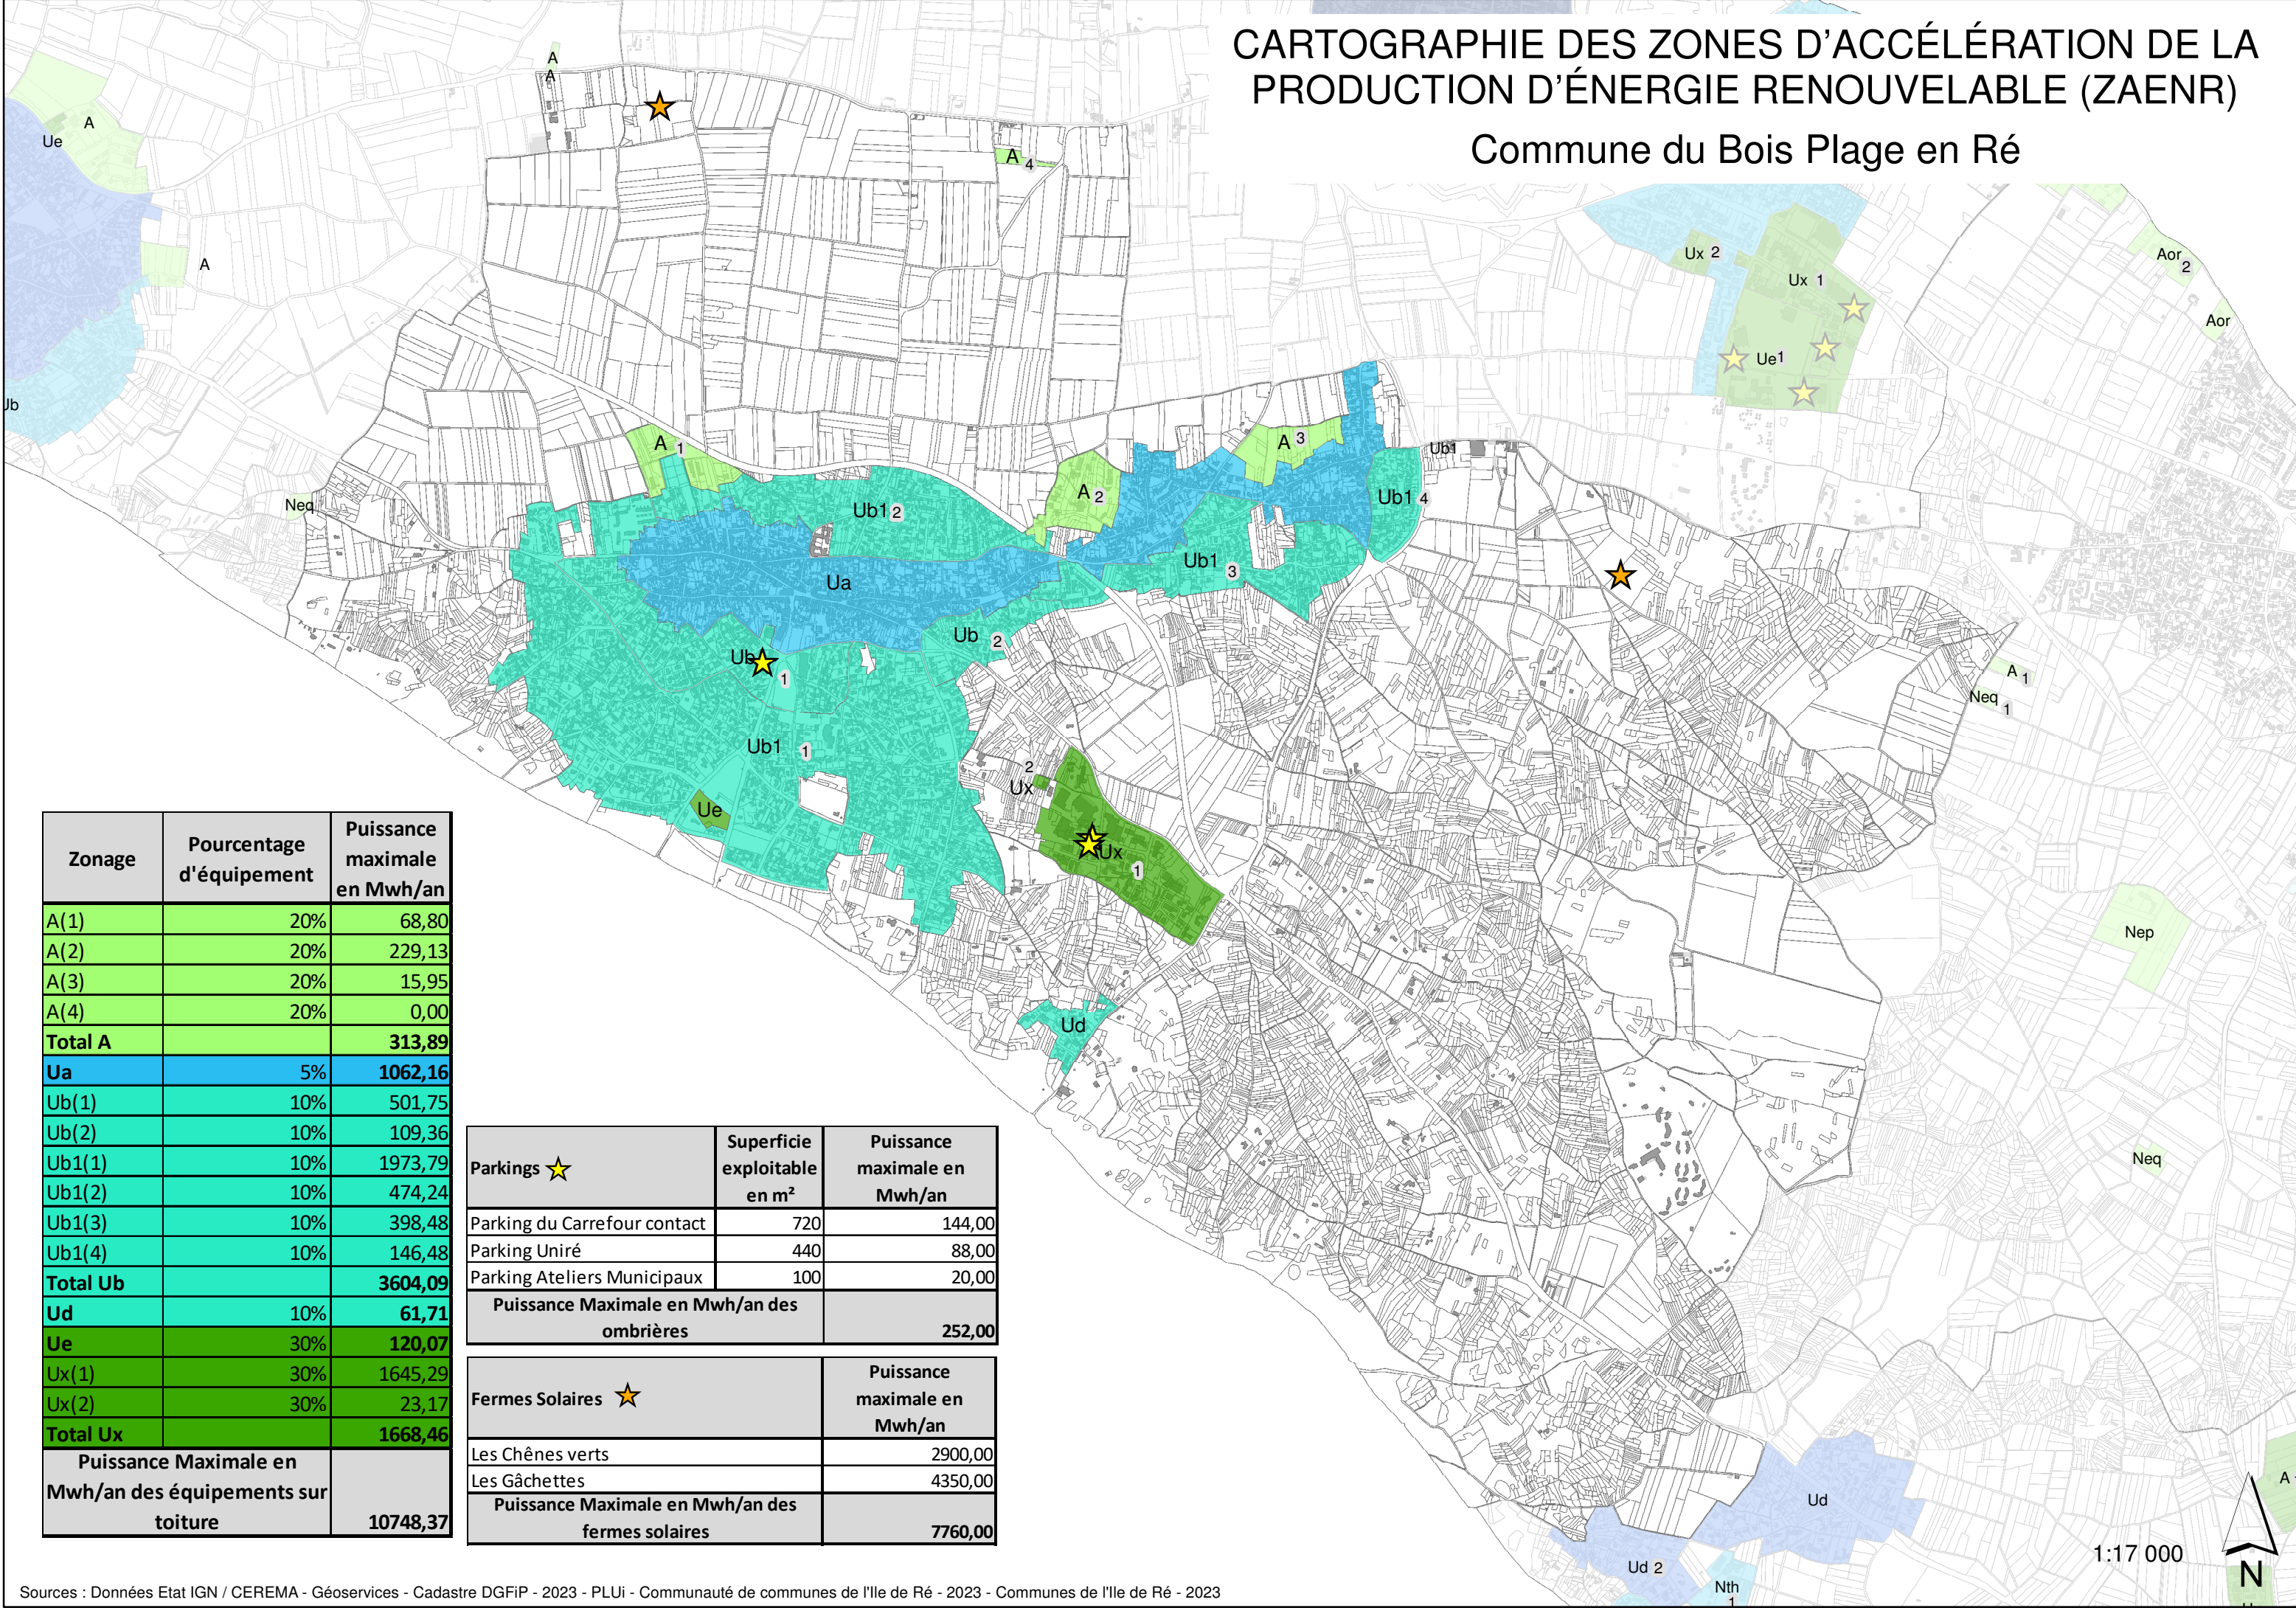 CARTOGRAPHIE DES ZONES D'ACCÉLÉRATION DE LA
PRODUCTION D'ÉNERGIE RENOUVELABLE (ZAENR)
Commune du Bois Plage en Ré
A
A
A
Ue
A
A 4
Ux 2
Ux 1
Aor 2
Aor
Ue1
Ub
A 1
A 3
Ub1
Neq
A 2
Ub1 2
Ub1 4
Ub1 3
Ua
Ub 2
Ub 1
A 1
Neq 1
Ub1 1
2
Ux
Ue
Ux 1
Nep
Ud
Neq
A
Ud
Ud 2
Nth 1
Zonage Pourcentage d'équipement Puissance maximale en Mwh/an
A(1) 20% 68,80
A(2) 20% 229,13
A(3) 20% 15,95
A(4) 20% 0,00
Total A 313,89
Ua 5% 1062,16
Ub(1) 10% 501,75
Ub(2) 10% 109,36
Ub1(1) 10% 1973,79
Ub1(2) 10% 474,24
Ub1(3) 10% 398,48
Ub1(4) 10% 146,48
Total Ub 3604,09
Ud 10% 61,71
Ue 30% 120,07
Ux(1) 30% 1645,29
Ux(2) 30% 23,17
Total Ux 1668,46
Puissance Maximale en
Mwh/an des équipements sur
toiture 10748,37
Parkings Superficie exploitable en m² Puissance maximale en Mwh/an
Parking du Carrefour contact 720 144,00
Parking Uniré 440 88,00
Parking Ateliers Municipaux 100 20,00
Puissance Maximale en Mwh/an des
ombrières 252,00
Fermes Solaires Puissance maximale en Mwh/an
Les Chênes verts 2900,00
Les Gâchettes 4350,00
Puissance Maximale en Mwh/an des
fermes solaires 7760,00
1:17 000
N
Sources : Données Etat IGN / CEREMA - Géoservices - Cadastre DGFiP - 2023 - PLUi - Communauté de communes de l'Ile de Ré - 2023 - Communes de l'Ile de Ré - 2023